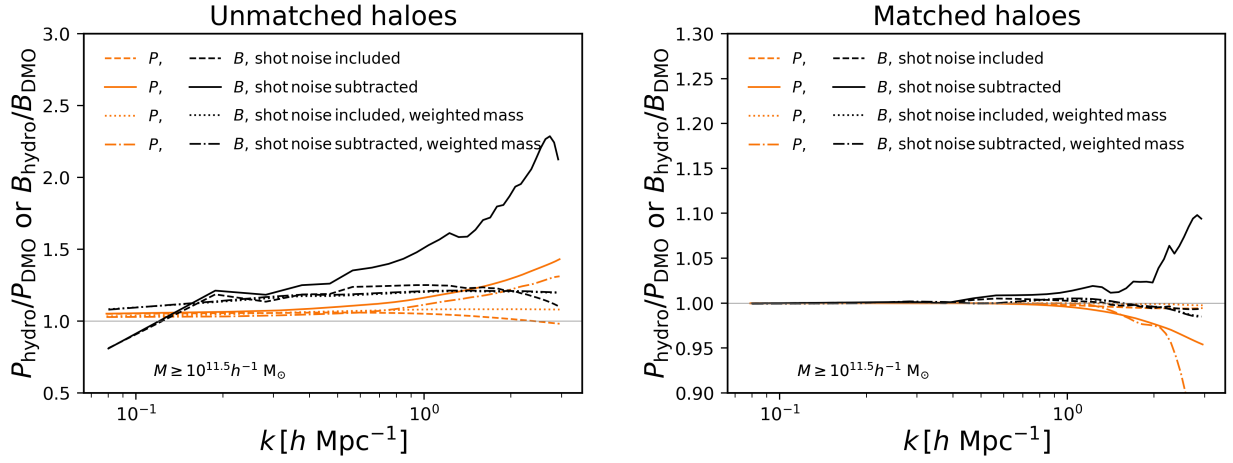 Unmatched haloes
P_hydro/P_DMO or B_hydro/B_DMO
3.0
2.5
2.0
1.5
1.0
0.5
P, B, shot noise included
P, B, shot noise subtracted
P, B, shot noise included, weighted mass
P, B, shot noise subtracted, weighted mass
M ≥ 10^11.5 h^−1 M_⊙
10^−1 10^0
k [h Mpc^−1]
Matched haloes
P_hydro/P_DMO or B_hydro/B_DMO
1.30
1.25
1.20
1.15
1.10
1.05
1.00
0.95
0.90
P, B, shot noise included
P, B, shot noise subtracted
P, B, shot noise included, weighted mass
P, B, shot noise subtracted, weighted mass
M ≥ 10^11.5 h^−1 M_⊙
10^−1 10^0
k [h Mpc^−1]